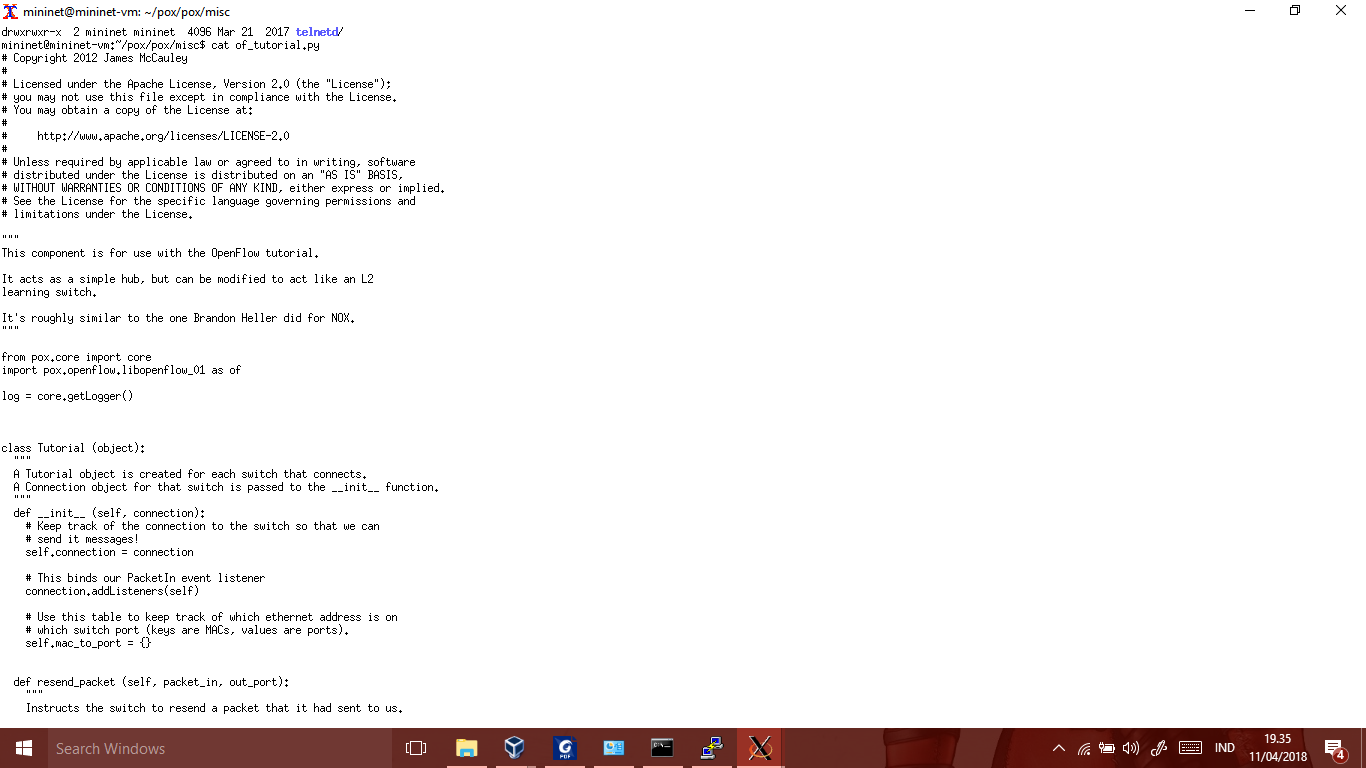 mininet@mininet-vm: ~/pox/pox/misc
drwxrwxr-x  2 mininet mininet  4096 Mar 21  2017 telnetd/
mininet@mininet-vm:~/pox/pox/misc$ cat of_tutorial.py
# Copyright 2012 James McCauley
#
# Licensed under the Apache License, Version 2.0 (the "License");
# you may not use this file except in compliance with the License.
# You may obtain a copy of the License at:
#
#     http://www.apache.org/licenses/LICENSE-2.0
#
# Unless required by applicable law or agreed to in writing, software
# distributed under the License is distributed on an "AS IS" BASIS,
# WITHOUT WARRANTIES OR CONDITIONS OF ANY KIND, either express or implied.
# See the License for the specific language governing permissions and
# limitations under the License.
"""
This component is for use with the OpenFlow tutorial.
It acts as a simple hub, but can be modified to act like an L2
learning switch.
It's roughly similar to the one Brandon Heller did for NOX.
"""
from pox.core import core
import pox.openflow.libopenflow_01 as of
log = core.getLogger()
class Tutorial (object):
  """
  A Tutorial object is created for each switch that connects.
  A Connection object for that switch is passed to the __init__ function.
  """
  def __init__ (self, connection):
    # Keep track of the connection to the switch so that we can
    # send it messages!
    self.connection = connection
    # This binds our PacketIn event listener
    connection.addListeners(self)
    # Use this table to keep track of which ethernet address is on
    # which switch port (keys are MACs, values are ports).
    self.mac_to_port = {}
  def resend_packet (self, packet_in, out_port):
    """
    Instructs the switch to resend a packet that it had sent to us.
Search Windows
PDF
IND
19.35
11/04/2018
4